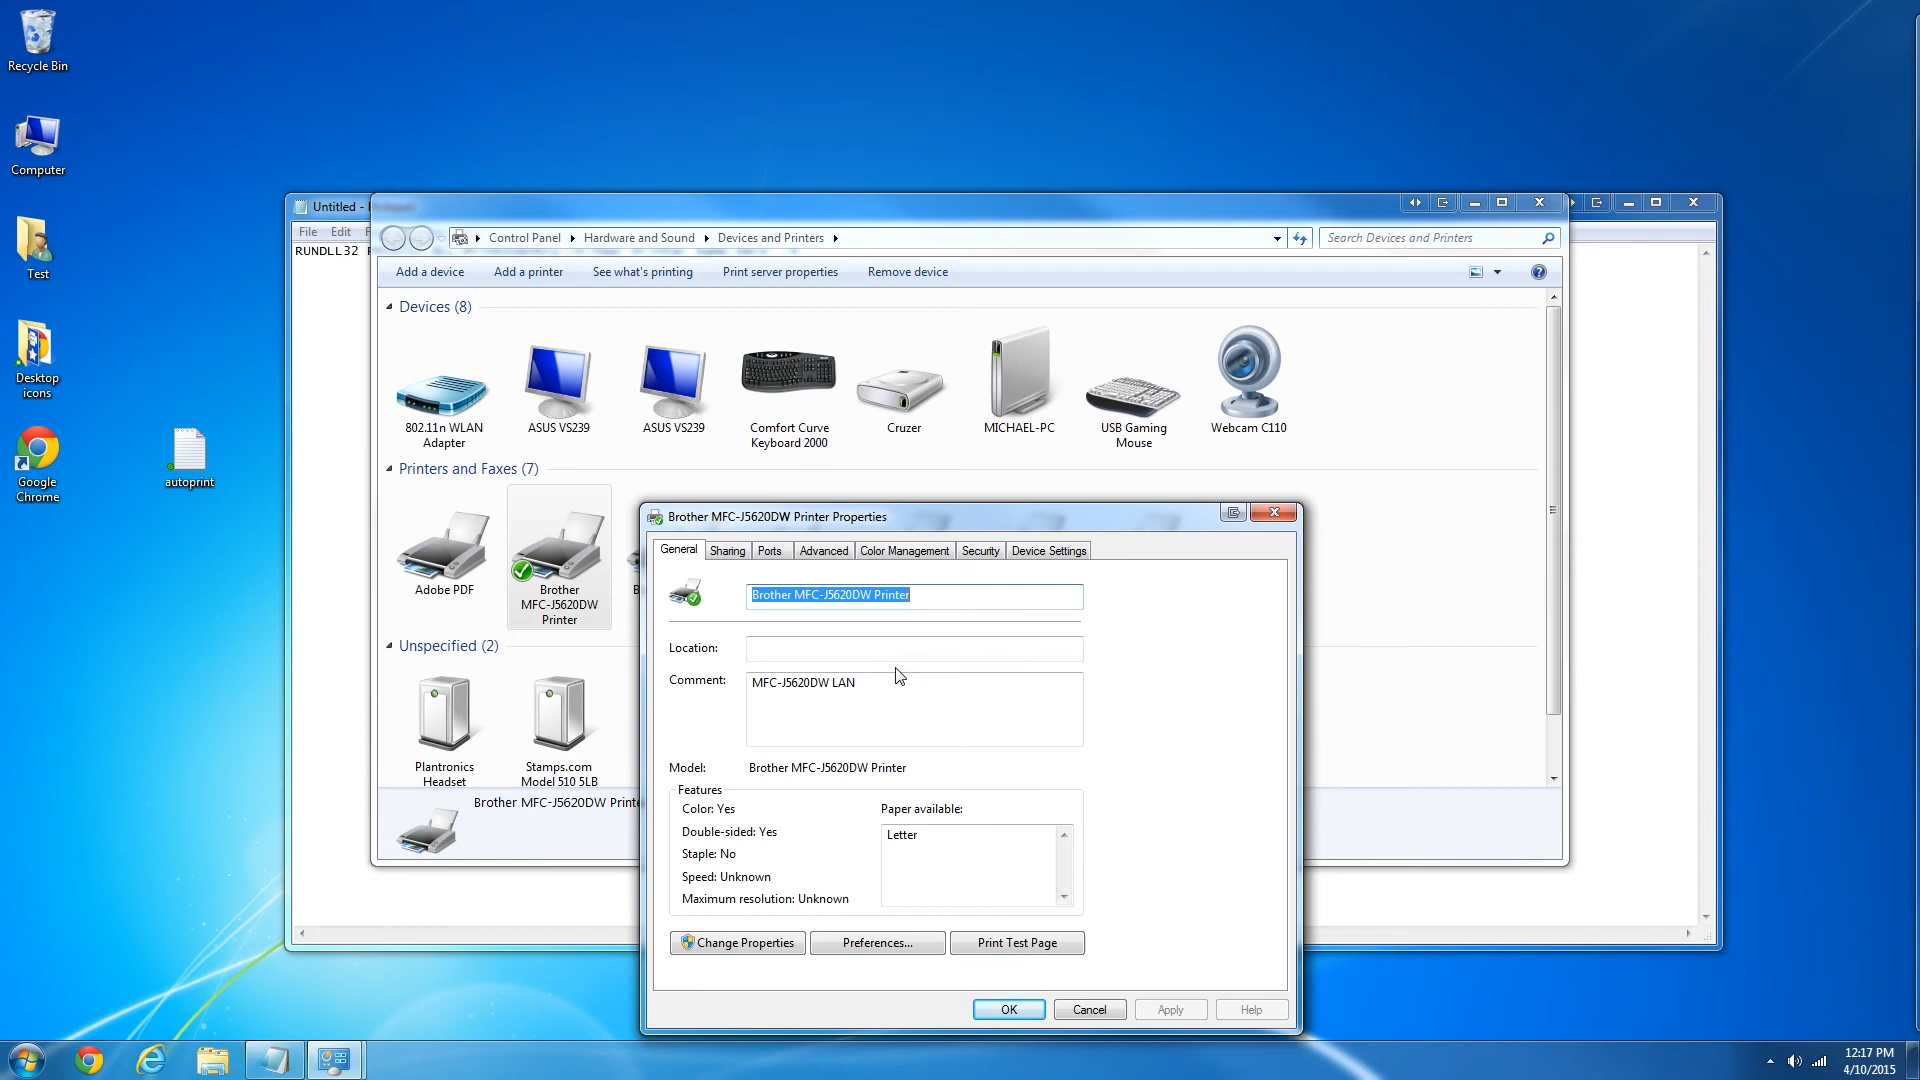 Recycle Bin
Computer
Test
Desktop
icons
Google
Chrome
autoprint
Untitled -
File Edit
RUNDLL32
Control Panel Hardware and Sound Devices and Printers
Search Devices and Printers
Add a device Add a printer See what's printing Print server properties Remove device
Devices (8)
802.11n WLAN
Adapter
ASUS VS239
ASUS VS239
Comfort Curve
Keyboard 2000
Cruzer
MICHAEL-PC
USB Gaming
Mouse
Webcam C110
Printers and Faxes (7)
Adobe PDF
Brother
MFC-J5620DW
Printer
Unspecified (2)
Plantronics
Headset
Stamps.com
Model 510 5LB
Brother MFC-J5620DW Printe
Brother MFC-J5620DW Printer Properties
General Sharing Ports Advanced Color Management Security Device Settings
Brother MFC-J5620DW Printer
Location:
Comment: MFC-J5620DW LAN
Model: Brother MFC-J5620DW Printer
Features
Color: Yes
Double-sided: Yes
Staple: No
Speed: Unknown
Maximum resolution: Unknown
Paper available:
Letter
Change Properties Preferences... Print Test Page
OK Cancel Apply Help
12:17 PM
4/10/2015